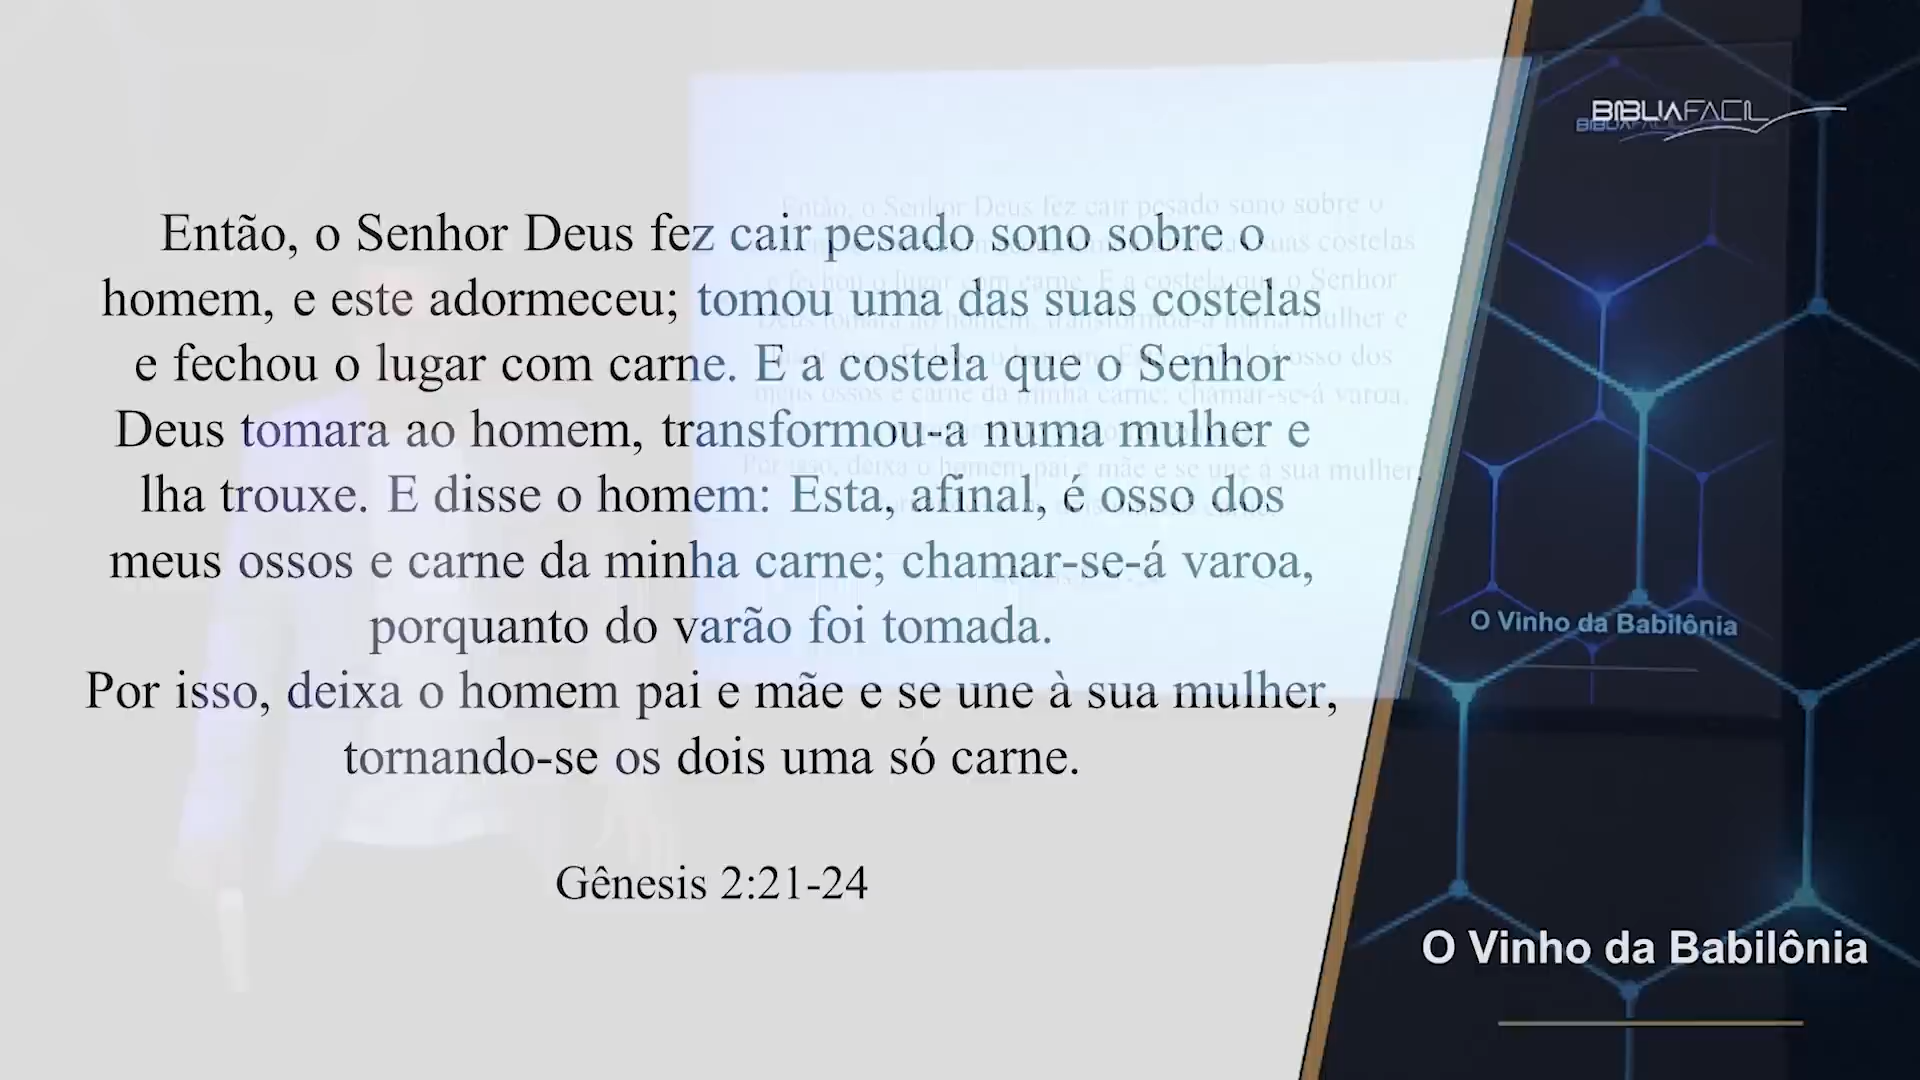 Então, o Senhor Deus fez cair pesado sono sobre o
homem, e este adormeceu; tomou uma das suas costelas
e fechou o lugar com carne. E a costela que o Senhor
Deus tomara ao homem, transformou-a numa mulher e
lha trouxe. E disse o homem: Esta, afinal, é osso dos
meus ossos e carne da minha carne; chamar-se-á varoa,
porquanto do varão foi tomada.
Por isso, deixa o homem pai e mãe e se une à sua mulher,
tornando-se os dois uma só carne.
Gênesis 2:21-24
BIBLIAFACIL
O Vinho da Babilônia
O Vinho da Babilônia